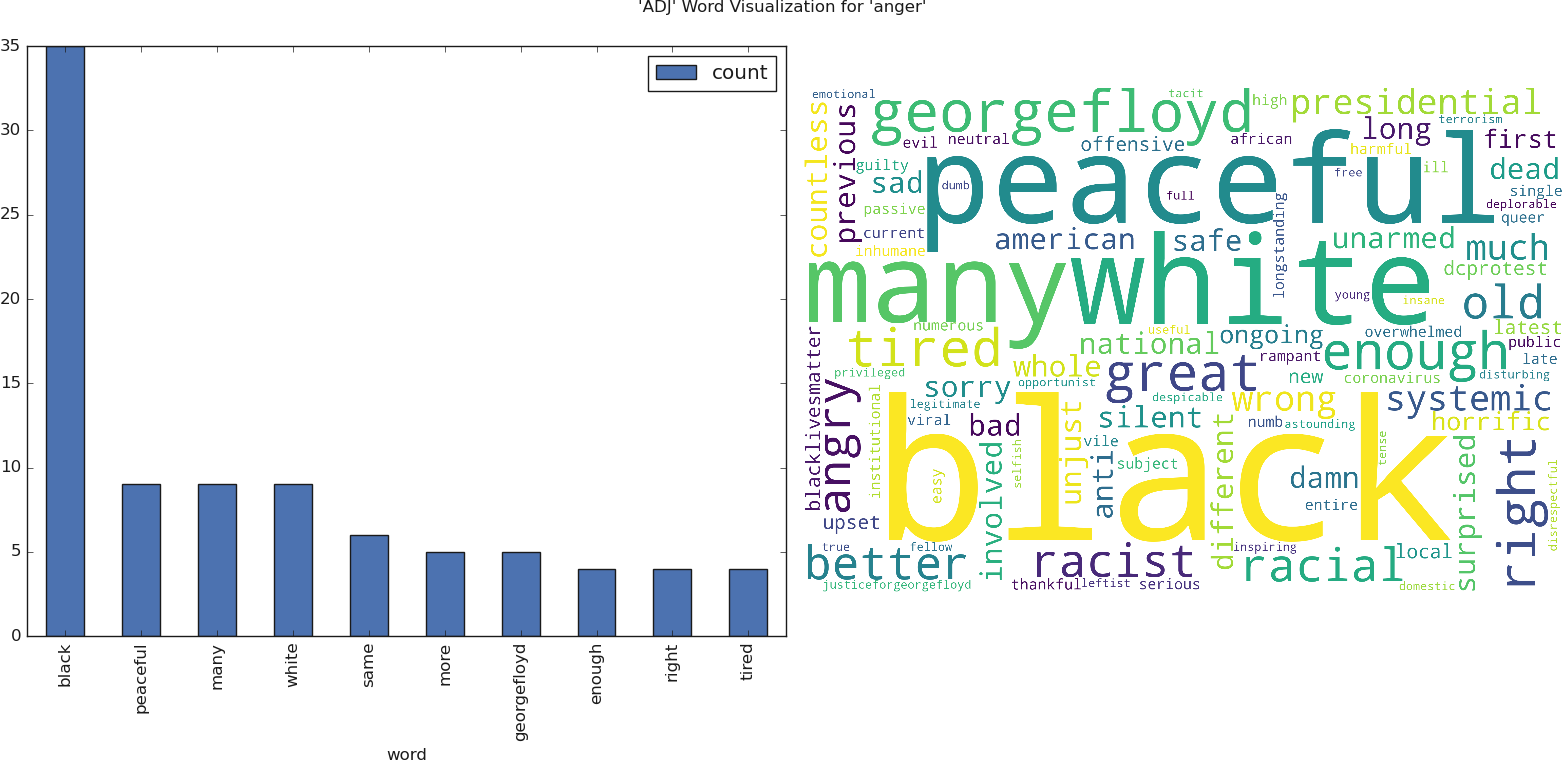 'ADJ' Word Visualization for 'anger'
35
30
25
20
15
10
5
0
count
black
peaceful
many
white
same
more
georgefloyd
enough
right
tired
word
emotional
tacit
georgefloyd
high
presidential
countless
previous
evil
neutral
offensive
african
long
terrorism
first
harmful
peaceful
guilty
sad
dumb
full
free
ill
dead
single
deplorable
queer
passive
current
inhumane
american
safe
longstanding
unarmed
much
dcprotest
many
white
young
insane
old
numerous
tired
useful
national
ongoing
overwhelmed
latest
public
enough
late
rampant
privileged
whole
great
new
coronavirus
disturbing
blacklivesmatter
angry
institutional
sorry
opportunist
despicable
wrong
systemic
legitimate
viral
bad
unjust
silent
numb
astounding
horrific
black
vile
anti
subject
different
damn
entire
tense
easy
selfish
involved
surprised
right
disrespectful
upset
true
fellow
better
racist
inspiring
racial
local
justiceforgeorgefloyd
thankful
leftist
serious
domestic